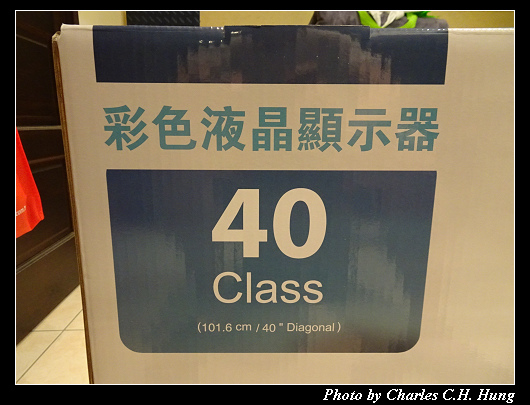 彩色液晶顯示器
40
Class
(101.6 cm / 40 " Diagonal)
Photo by Charles C.H. Hung